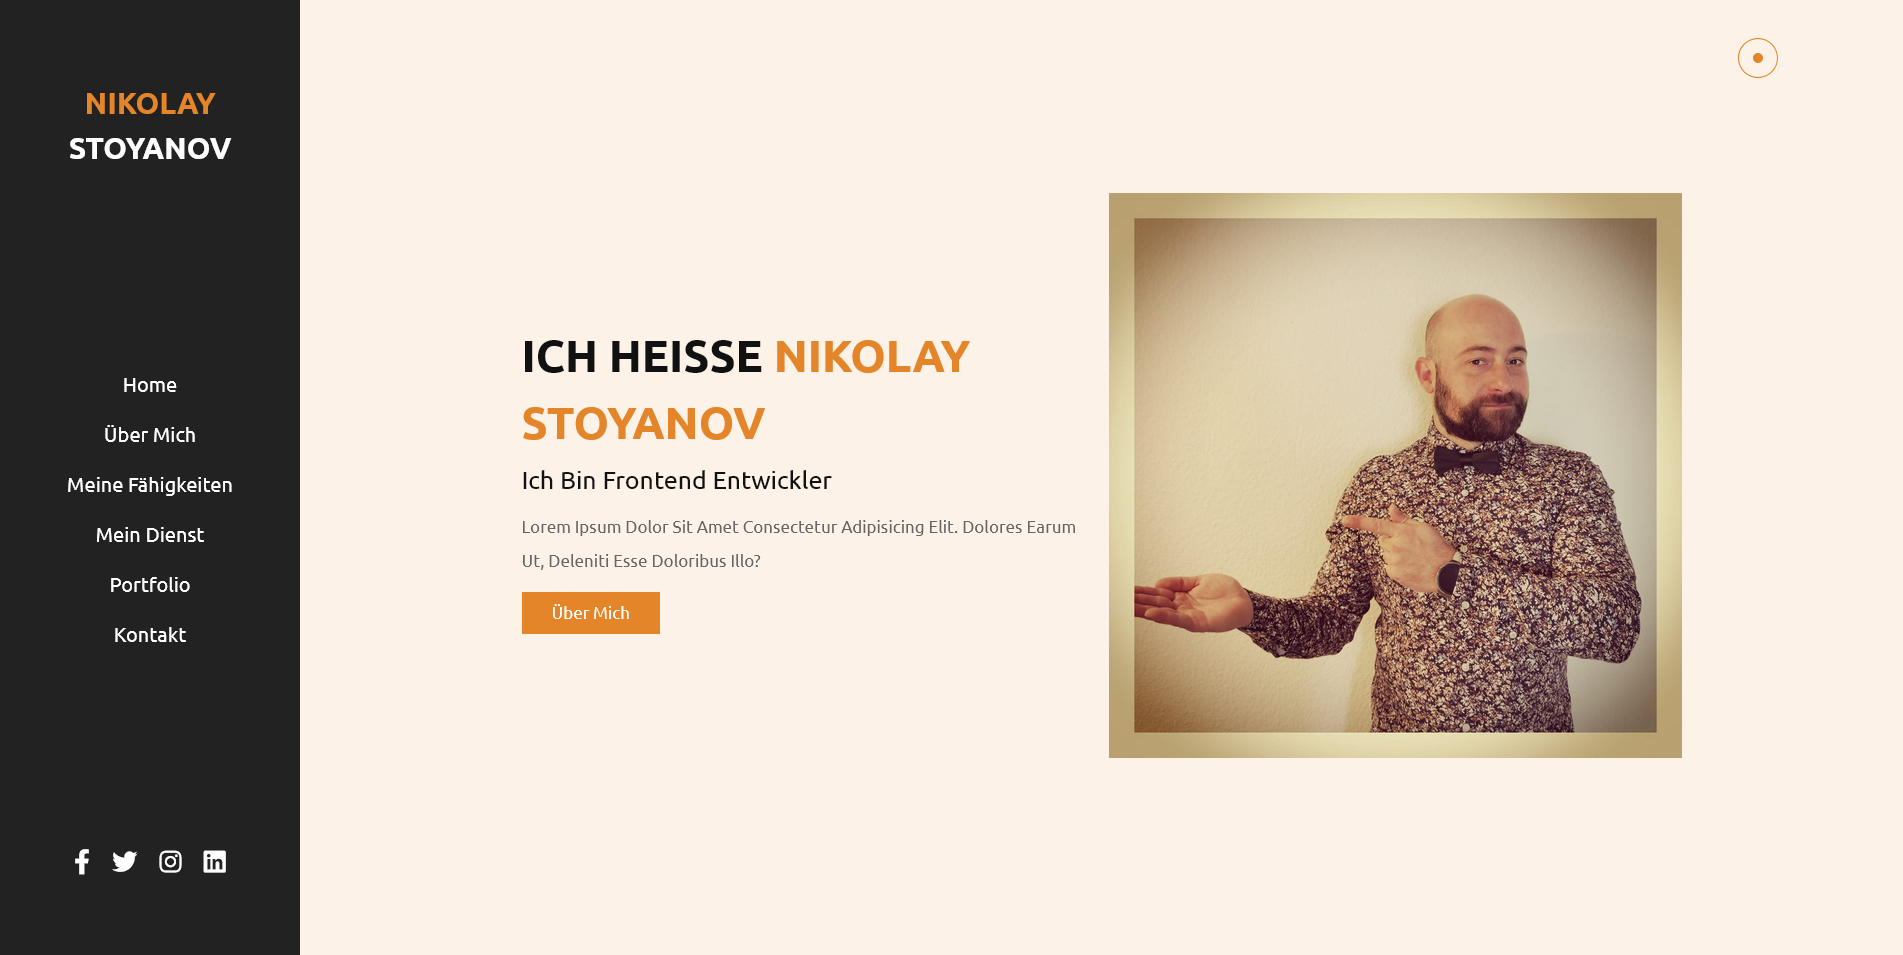 NIKOLAY
STOYANOV
Home
Über Mich
Meine Fähigkeiten
Mein Dienst
Portfolio
Kontakt
ICH HEISSE NIKOLAY
STOYANOV
Ich Bin Frontend Entwickler
Lorem Ipsum Dolor Sit Amet Consectetur Adipisicing Elit. Dolores Earum
Ut, Deleniti Esse Doloribus Illo?
Über Mich